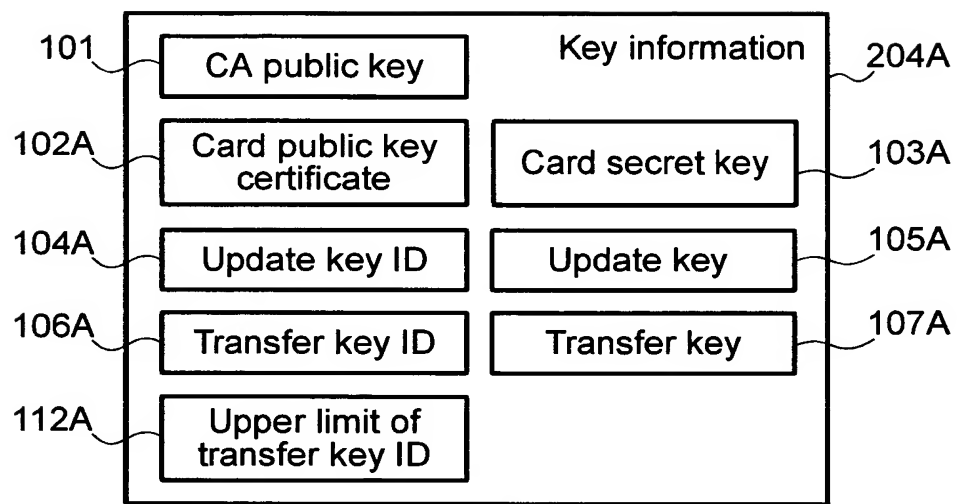 101
CA public key
Key information
204A
102A
Card public key
certificate
Card secret key
103A
104A
Update key ID
Update key
105A
106A
Transfer key ID
Transfer key
107A
112A
Upper limit of
transfer key ID